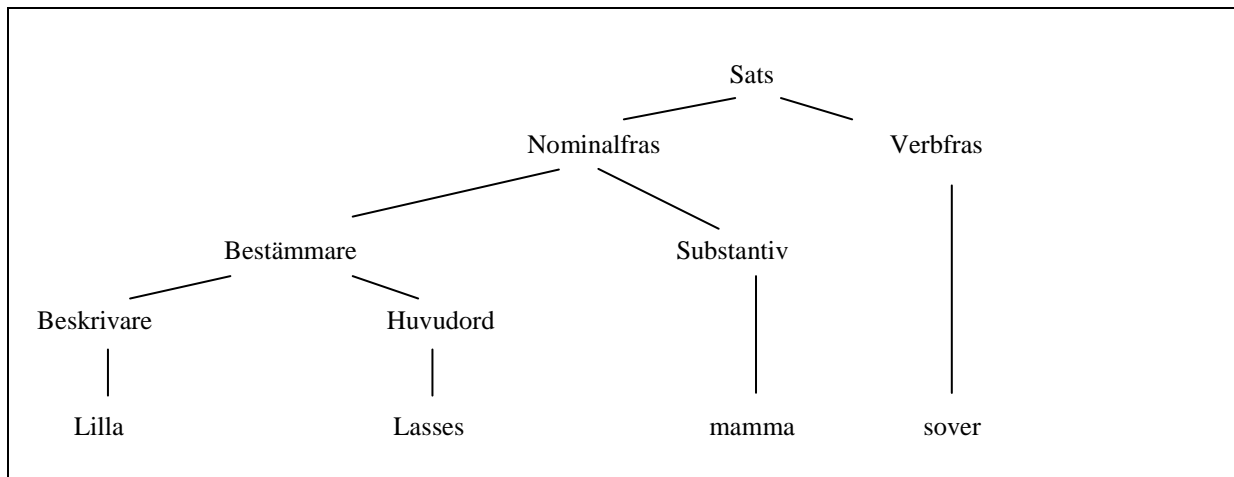 Sats
Nominalfras Verbfras
Bestämmare Substantiv
Beskrivare Huvudord
Lilla Lasses mamma sover